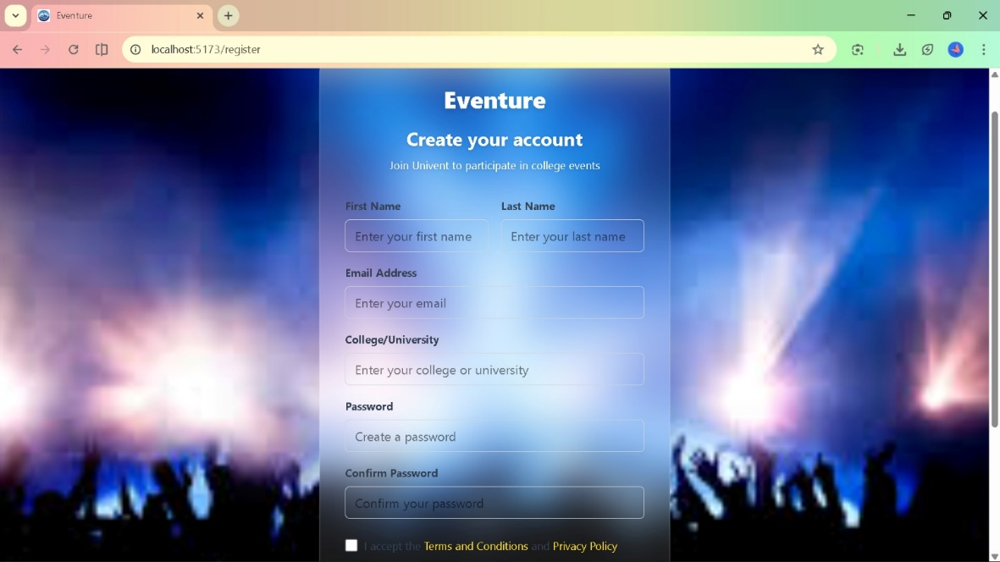 Eventure
localhost:5173/register
Eventure
Create your account
Join Univent to participate in college events
First Name Last Name
Enter your first name Enter your last name
Email Address
Enter your email
College/University
Enter your college or university
Password
Create a password
Confirm Password
Confirm your password
I accept the Terms and Conditions and Privacy Policy